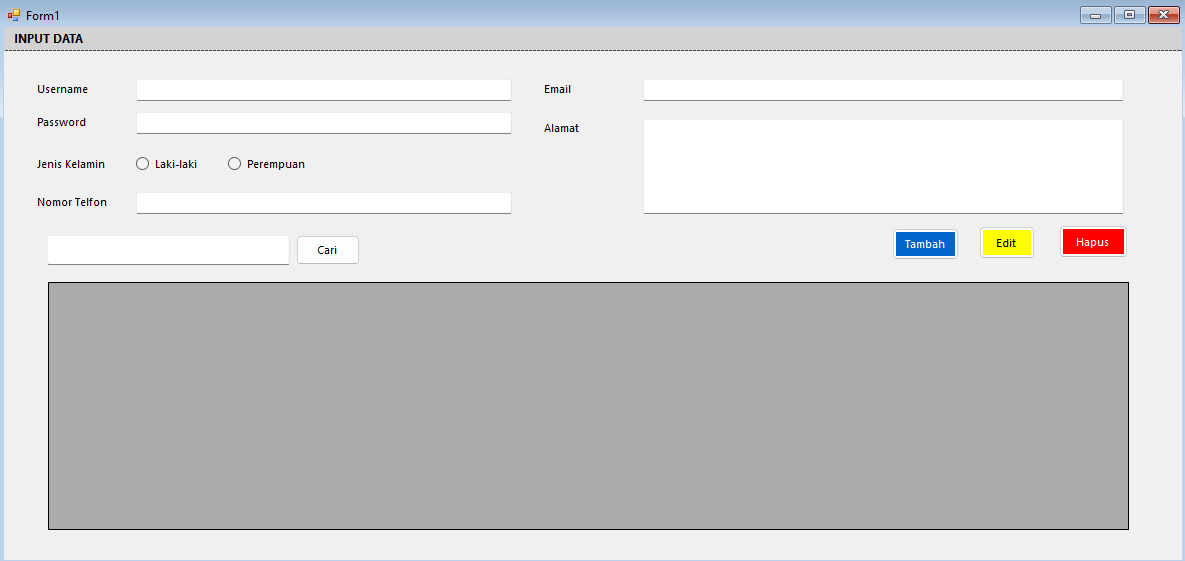 Form1
INPUT DATA
Username
Password
Jenis Kelamin
Laki-laki
Perempuan
Nomor Telfon
Email
Alamat
Cari
Tambah
Edit
Hapus